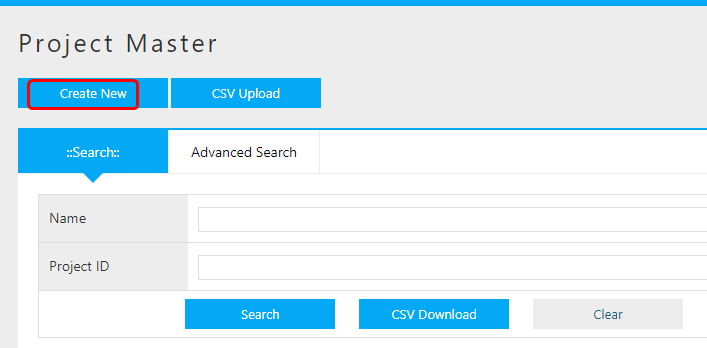 Project Master
Create New CSV Upload
::Search:: Advanced Search
Name
Project ID
Search CSV Download Clear